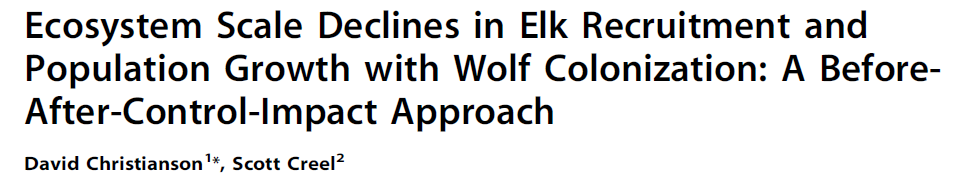 Ecosystem Scale Declines in Elk Recruitment and
Population Growth with Wolf Colonization: A Before-
After-Control-Impact Approach
David Christianson1*, Scott Creel2